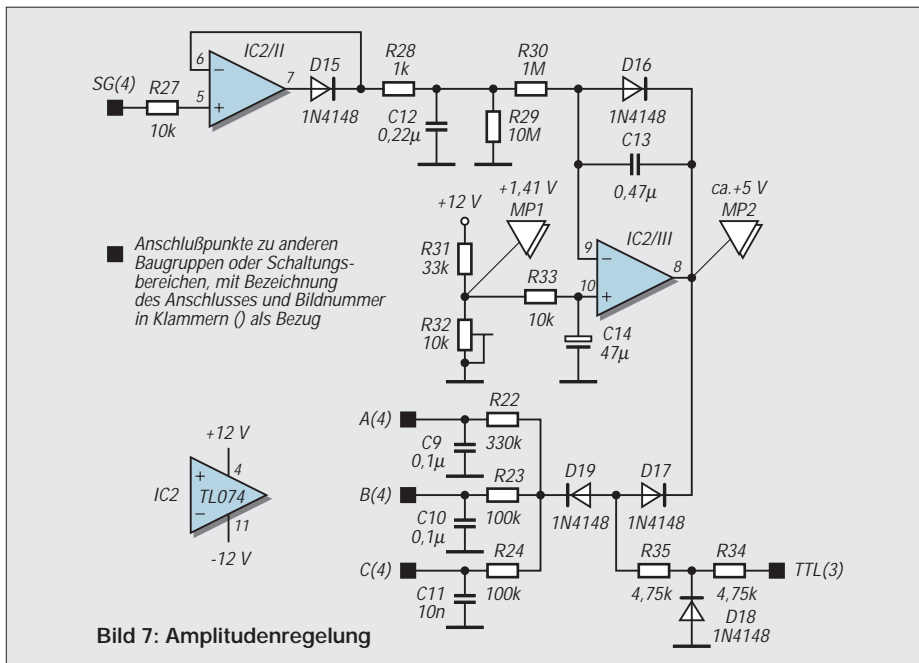 IC2/II
6
7
5
SG(4)
R27
10k
D15
1N4148
R28
1k
C12
0,22µ
R29
10M
R30
1M
D16
1N4148
C13
0,47µ
+12 V
+1,41 V
MP1
ca.+5 V
MP2
R31
33k
R32
10k
R33
10k
IC2/III
9
10
8
C14
47µ
Anschlußpunkte zu anderen
Baugruppen oder Schaltungs-
bereichen, mit Bezeichnung
des Anschlusses und Bildnummer
in Klammern () als Bezug
A(4)
R22
330k
C9
0,1µ
B(4)
R23
100k
C10
0,1µ
C(4)
R24
100k
C11
10n
D19
1N4148
D17
1N4148
R35
4,75k
R34
4,75k
TTL(3)
D18
1N4148
+12 V
4
IC2
TL074
11
-12 V
Bild 7: Amplitudenregelung